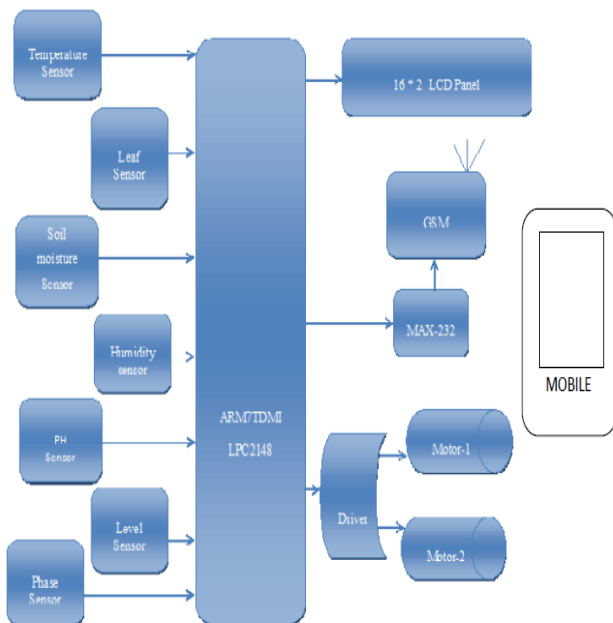 Temperature
Sensor
Leaf
Sensor
Soil
moisture
Sensor
Humidity
sensor
PH
Sensor
Level
Sensor
Phase
Sensor
ARM7TDMI
LPC2148
16 * 2 LCD Panel
GSM
MAX-232
MOBILE
Driver
Motor-1
Motor-2